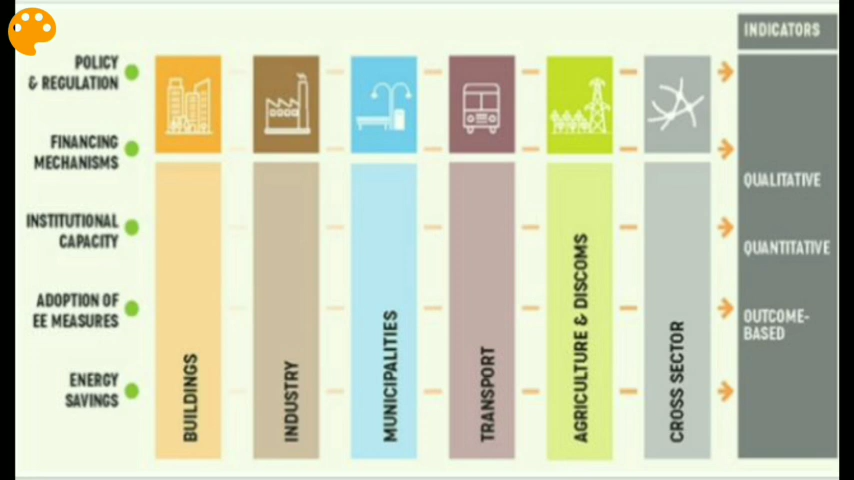 INDICATORS
POLICY
& REGULATION
FINANCING
MECHANISMS
INSTITUTIONAL
CAPACITY
ADOPTION OF
EE MEASURES
ENERGY
SAVINGS
BUILDINGS
INDUSTRY
MUNICIPALITIES
TRANSPORT
AGRICULTURE & DISCOMS
CROSS SECTOR
QUALITATIVE
QUANTITATIVE
OUTCOME-
BASED